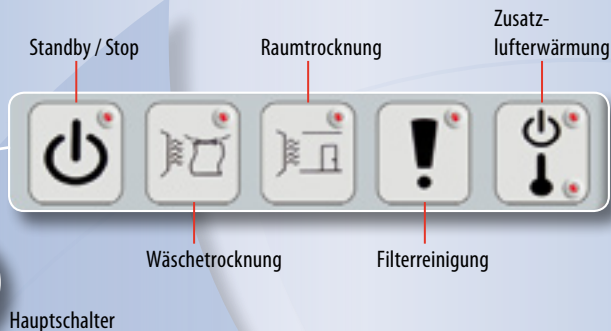 Zusatz-
Standby / Stop Raumtrocknung lufterwärmung
Wäschetrocknung Filterreinigung
Hauptschalter